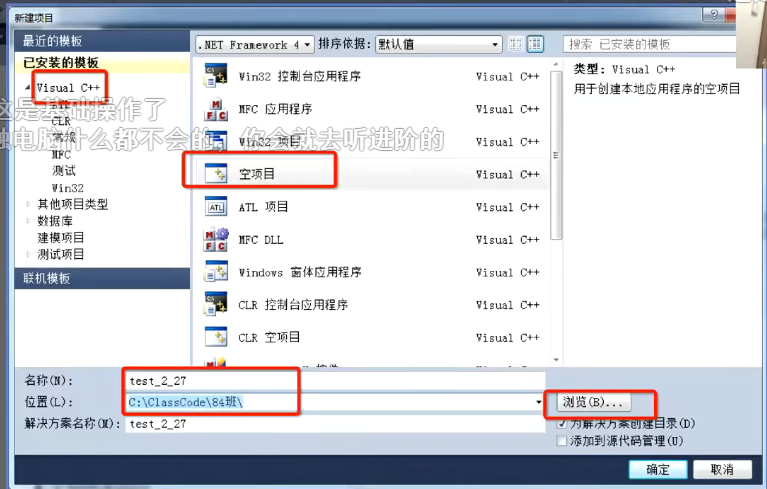 新建项目
最近的模板
.NET Framework 4
排序依据:
默认值
搜索 已安装的模板
已安装的模板
Visual C++
CLR
常规
MFC
测试
Win32
其他项目类型
数据库
建模项目
测试项目
联机模板
Win32 控制台应用程序 Visual C++
MFC 应用程序 Visual C++
Win32 项目 Visual C++
空项目 Visual C++
ATL 项目 Visual C++
MFC DLL Visual C++
Windows 窗体应用程序 Visual C++
CLR 控制台应用程序 Visual C++
CLR 空项目 Visual C++
类型: Visual C++
用于创建本地应用程序的空项目
这是基础操作了
电脑什么都不会的，你会就去听进阶的
名称(N): test_2_27
位置(L): C:\ClassCode\84班\
浏览(B)...
解决方案名称(M): test_2_27
为解决方案创建目录(D)
添加到源代码管理(U)
确定
取消